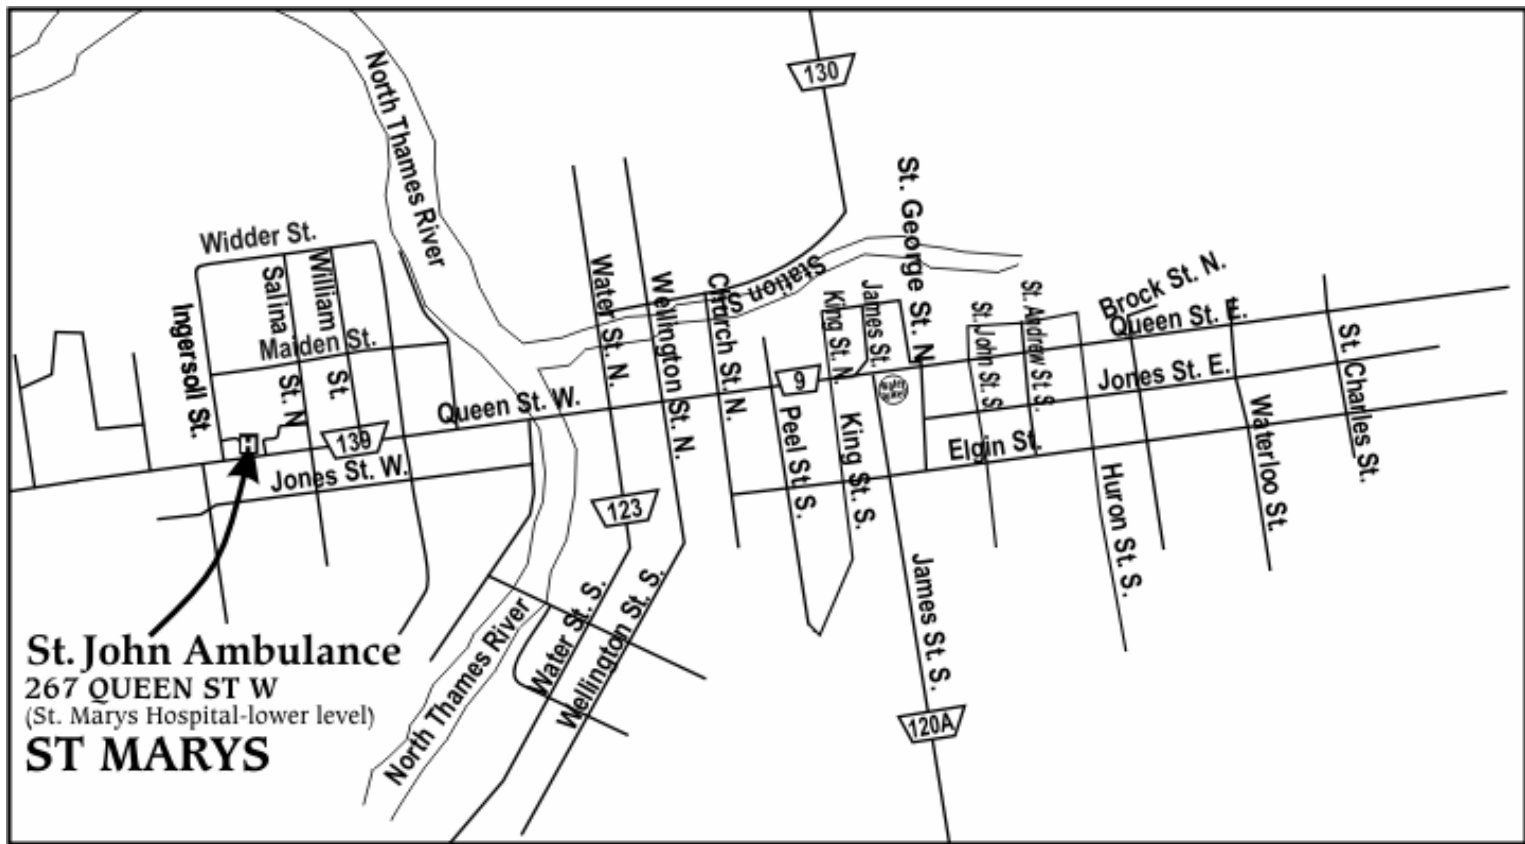 130
North Thames River
St. George St. N.
Widder St.
Salina
William
Ingersoll St.
Maiden St.
St. N
St.
Water St. N.
Wellington St. N.
Church St. N.
Station St.
King St. N.
James St.
St. John St. S.
St. Andrew St. S.
Brock St. N.
Queen St. E.
Jones St. E.
St. Charles St.
Queen St. W.
9
139
Jones St. W.
Peel St. S.
King St. S.
Elgin St.
Waterloo St.
Huron St. S.
H
123
James St. S.
Water St. S.
Wellington St. S.
North Thames River
120A
St. John Ambulance
267 QUEEN ST W
(St. Marys Hospital-lower level)
ST MARYS